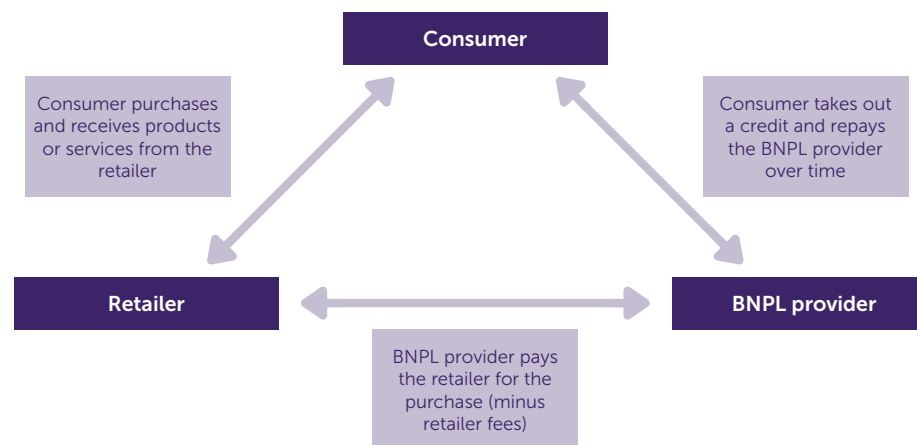 Consumer
Consumer purchases
and receives products
or services from the
retailer
Consumer takes out
a credit and repays
the BNPL provider
over time
Retailer
BNPL provider
BNPL provider pays
the retailer for the
purchase (minus
retailer fees)